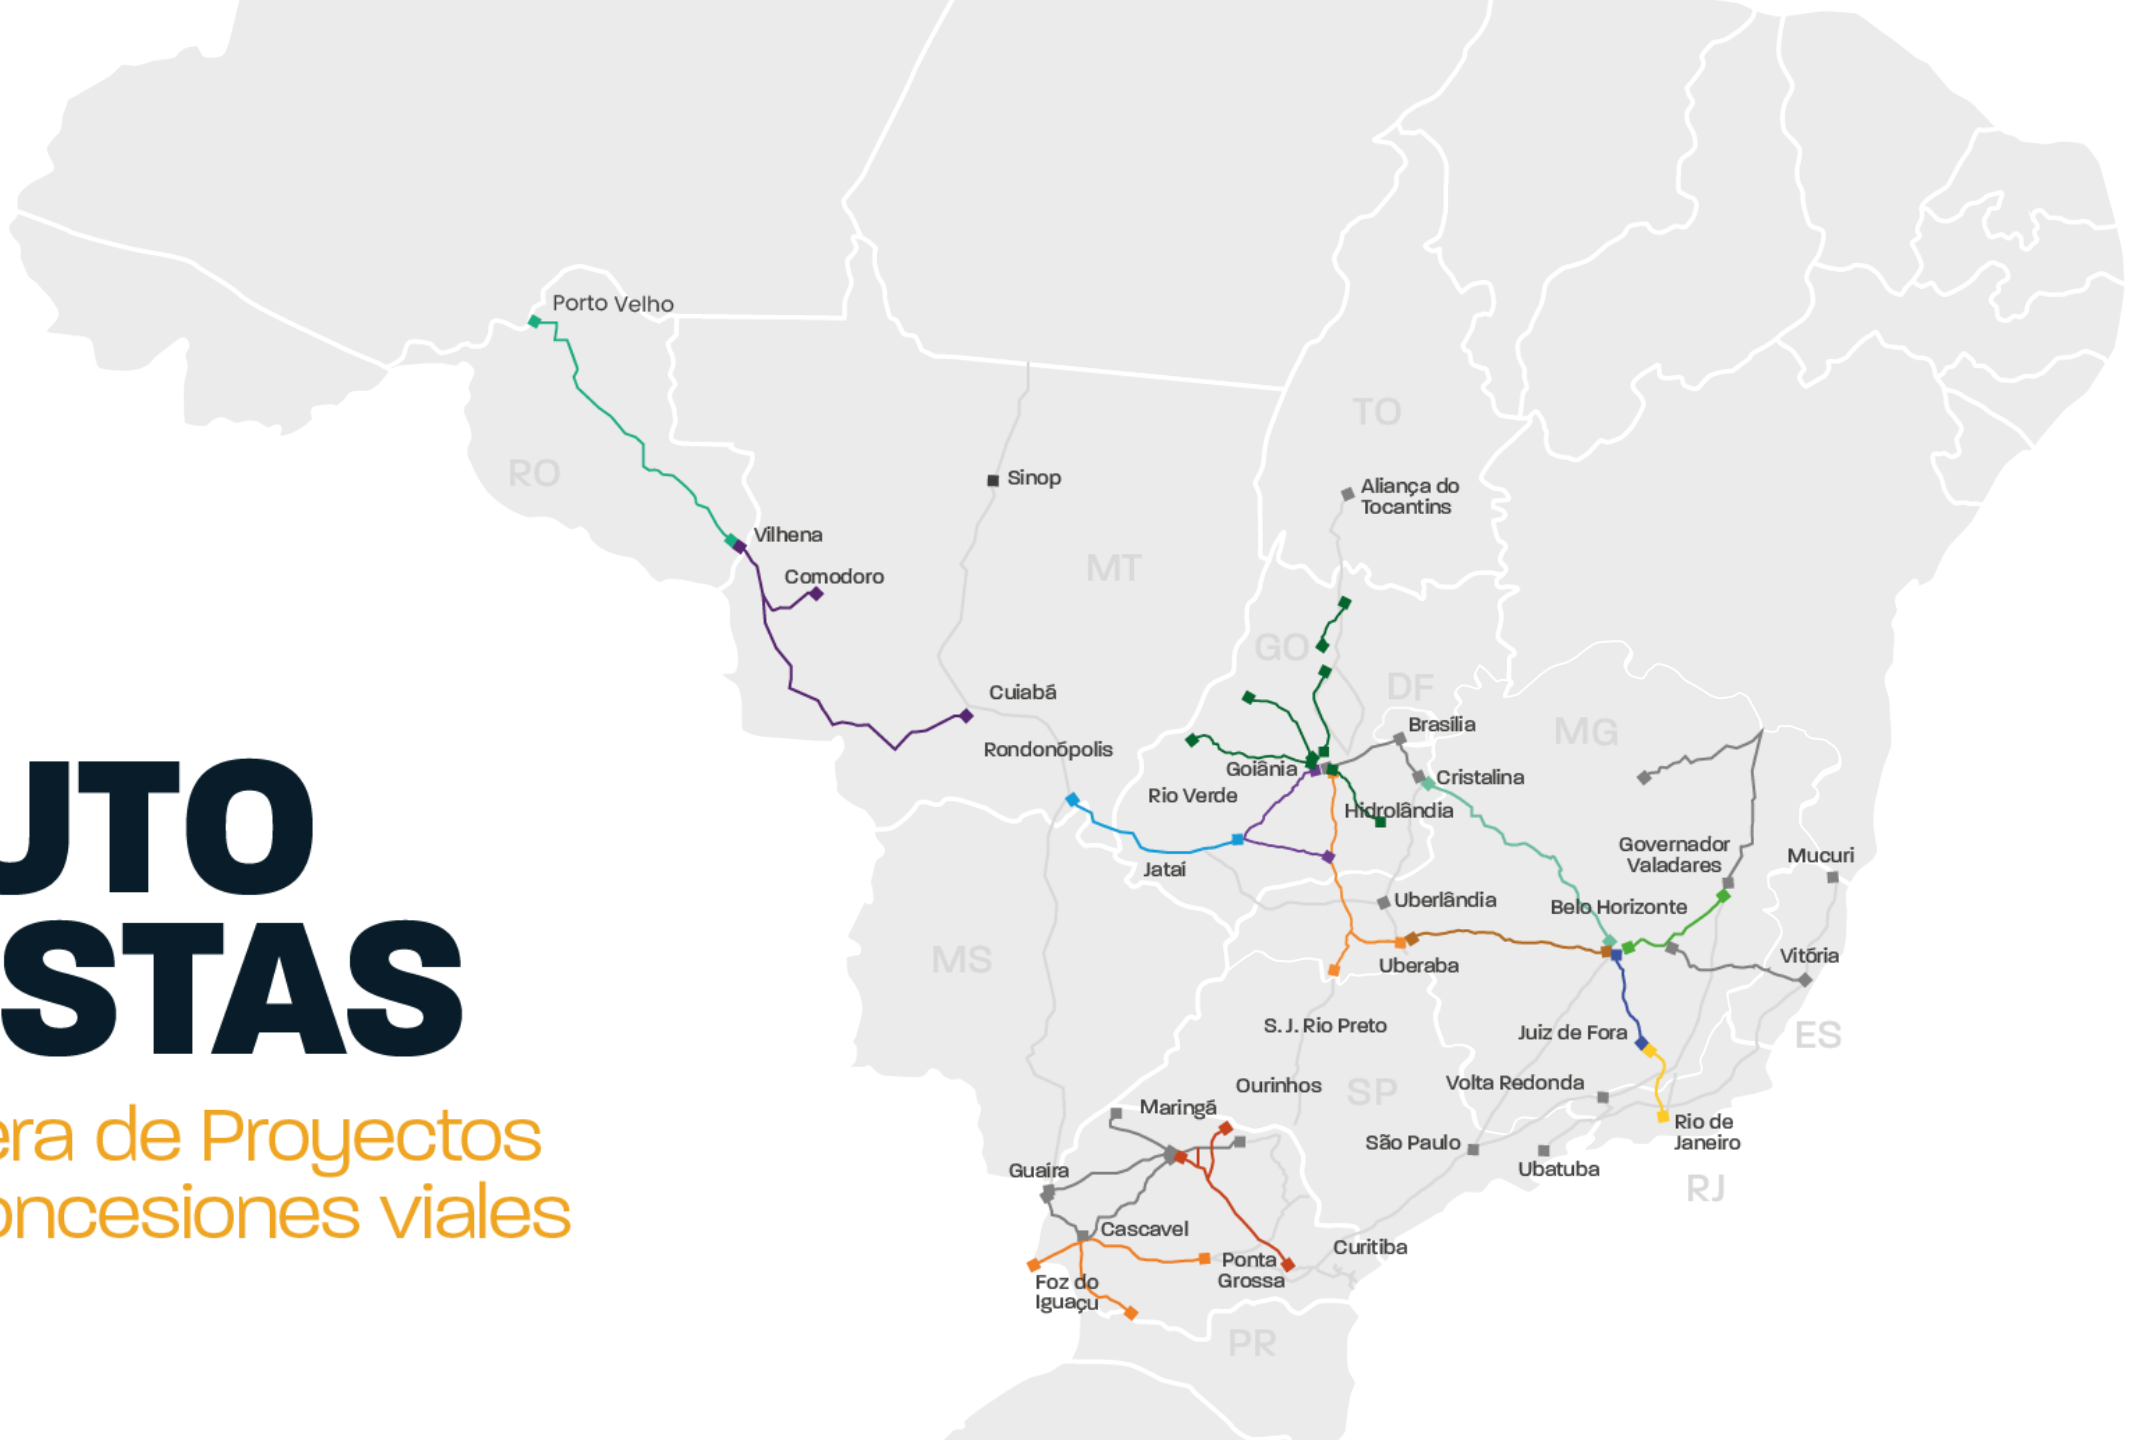 UTO
STAS
era de Proyectos
oncesiones viales
Porto Velho
RO
Vilhena
Comodoro
Sinop
MT
TO
Aliança do
Tocantins
GO
DF
Cuiabá
Rondonópolis
Brasília
MG
Goiânia
Cristalina
Rio Verde
Hidrolândia
Jataí
Governador
Valadares
Mucuri
Uberlândia
Belo Horizonte
MS
Uberaba
Vitória
S. J. Rio Preto
Juiz de Fora
ES
Ourinhos
SP
Volta Redonda
Maringá
São Paulo
Rio de
Janeiro
Guaíra
Ubatuba
RJ
Cascavel
Curitiba
Ponta
Grossa
Foz do
Iguaçu
PR